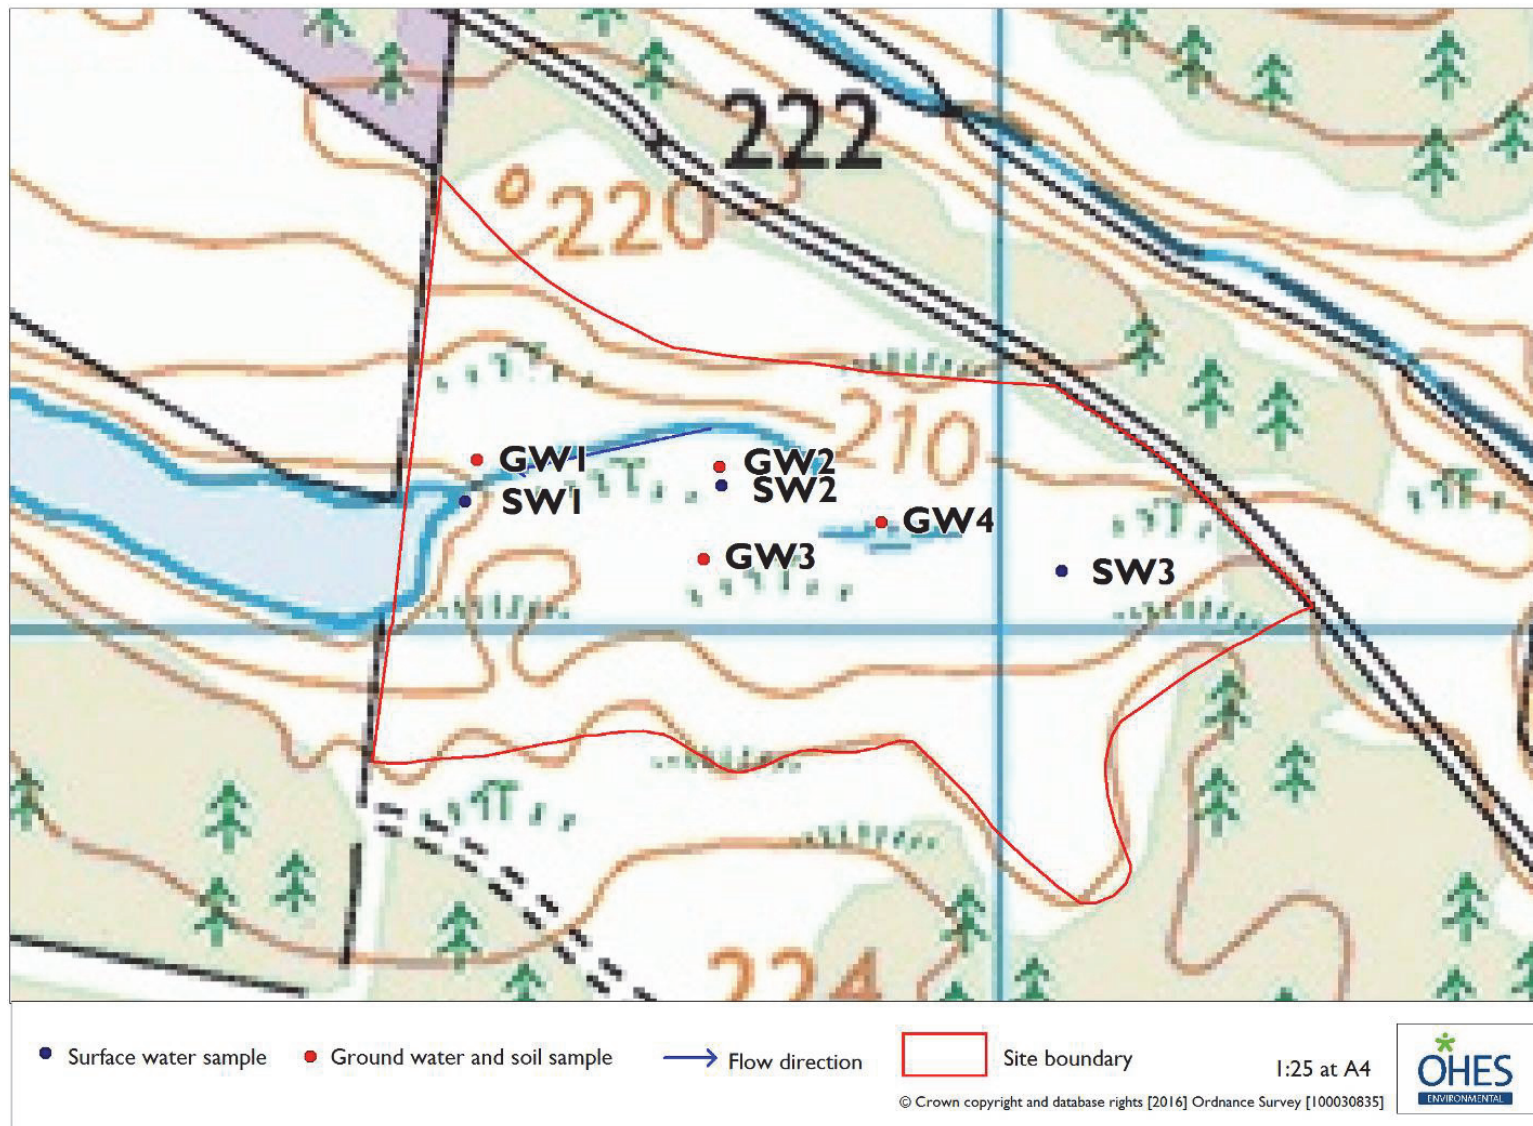 222
220
210
GW1
GW2
SW1
SW2
GW4
GW3
SW3
224
Surface water sample
Ground water and soil sample
Flow direction
Site boundary
1:25 at A4
© Crown copyright and database rights [2016] Ordnance Survey [100030835]
OHES
ENVIRONMENTAL